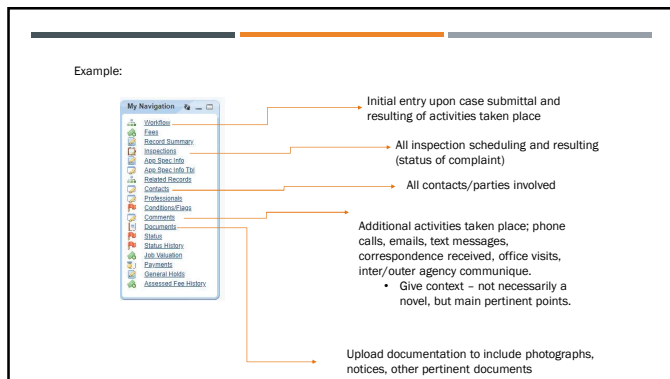 Example:
My Navigation
Workflow
Fees
Record Summary
Inspections
App Spec Info
App Spec Info Tbl
Related Records
Contacts
Professionals
Conditions/Flags
Comments
Documents
Status
Status History
Job Valuation
Payments
General Holds
Assessed Fee History
Initial entry upon case submittal and
resulting of activities taken place
All inspection scheduling and resulting
(status of complaint)
All contacts/parties involved
Additional activities taken place; phone
calls, emails, text messages,
correspondence received, office visits,
inter/outer agency communique.
• Give context – not necessarily a
novel, but main pertinent points.
Upload documentation to include photographs,
notices, other pertinent documents